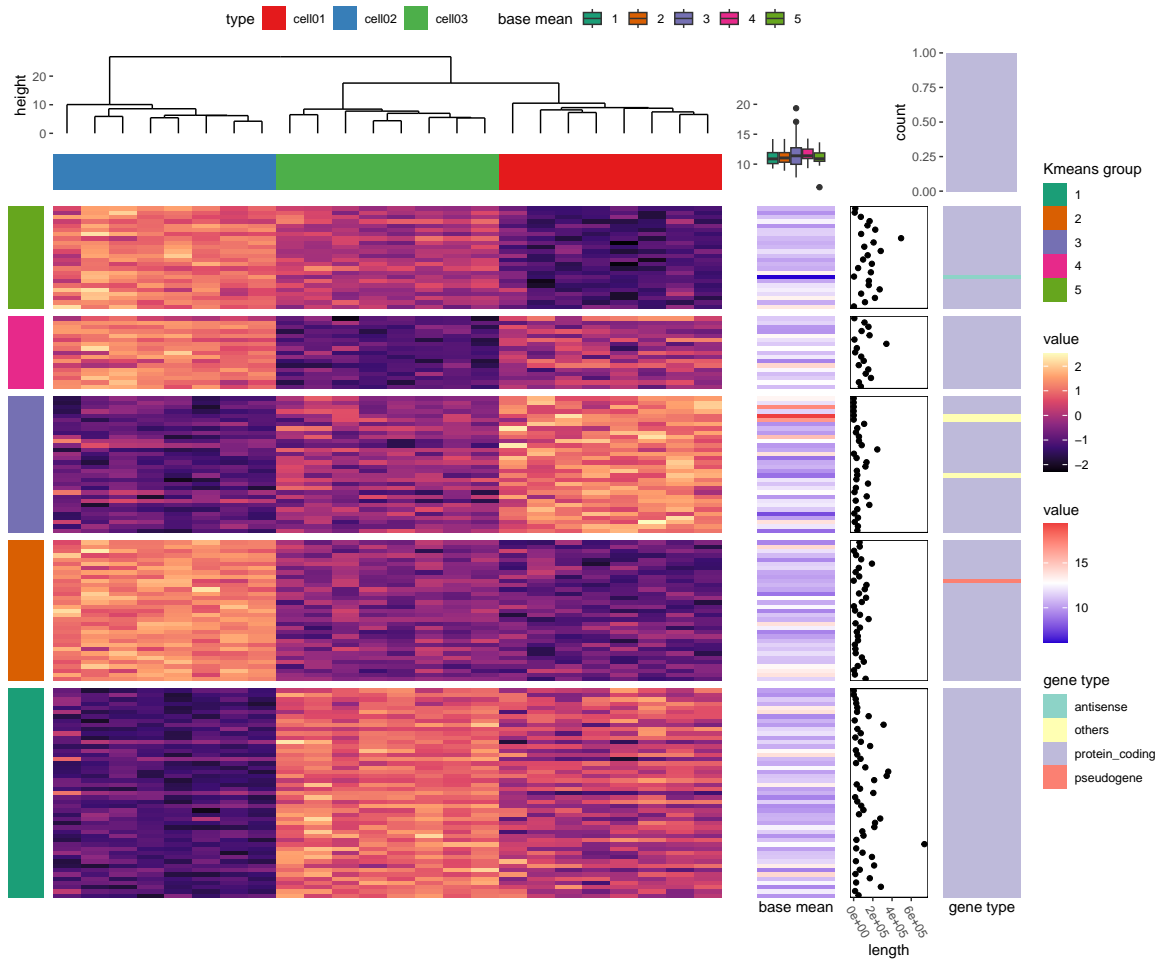 type cell01 cell02 cell03 base mean 1 2 3 4 5
height
20
10
0
20
15
10
count
1.00
0.75
0.50
0.25
0.00
Kmeans group
1
2
3
4
5
value
2
1
0
−1
−2
value
15
10
gene type
antisense
others
protein_coding
pseudogene
base mean
0e+00
2e+05
4e+05
6e+05
length
gene type